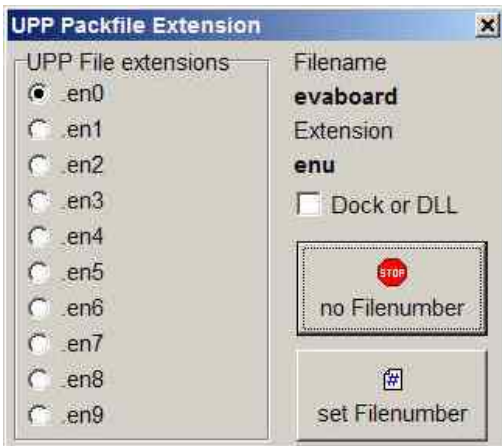 UPP Packfile Extension
UPP File extensions
.en0
.en1
.en2
.en3
.en4
.en5
.en6
.en7
.en8
.en9
Filename
evaboard
Extension
enu
Dock or DLL
STOP
no Filenumber
#
set Filenumber